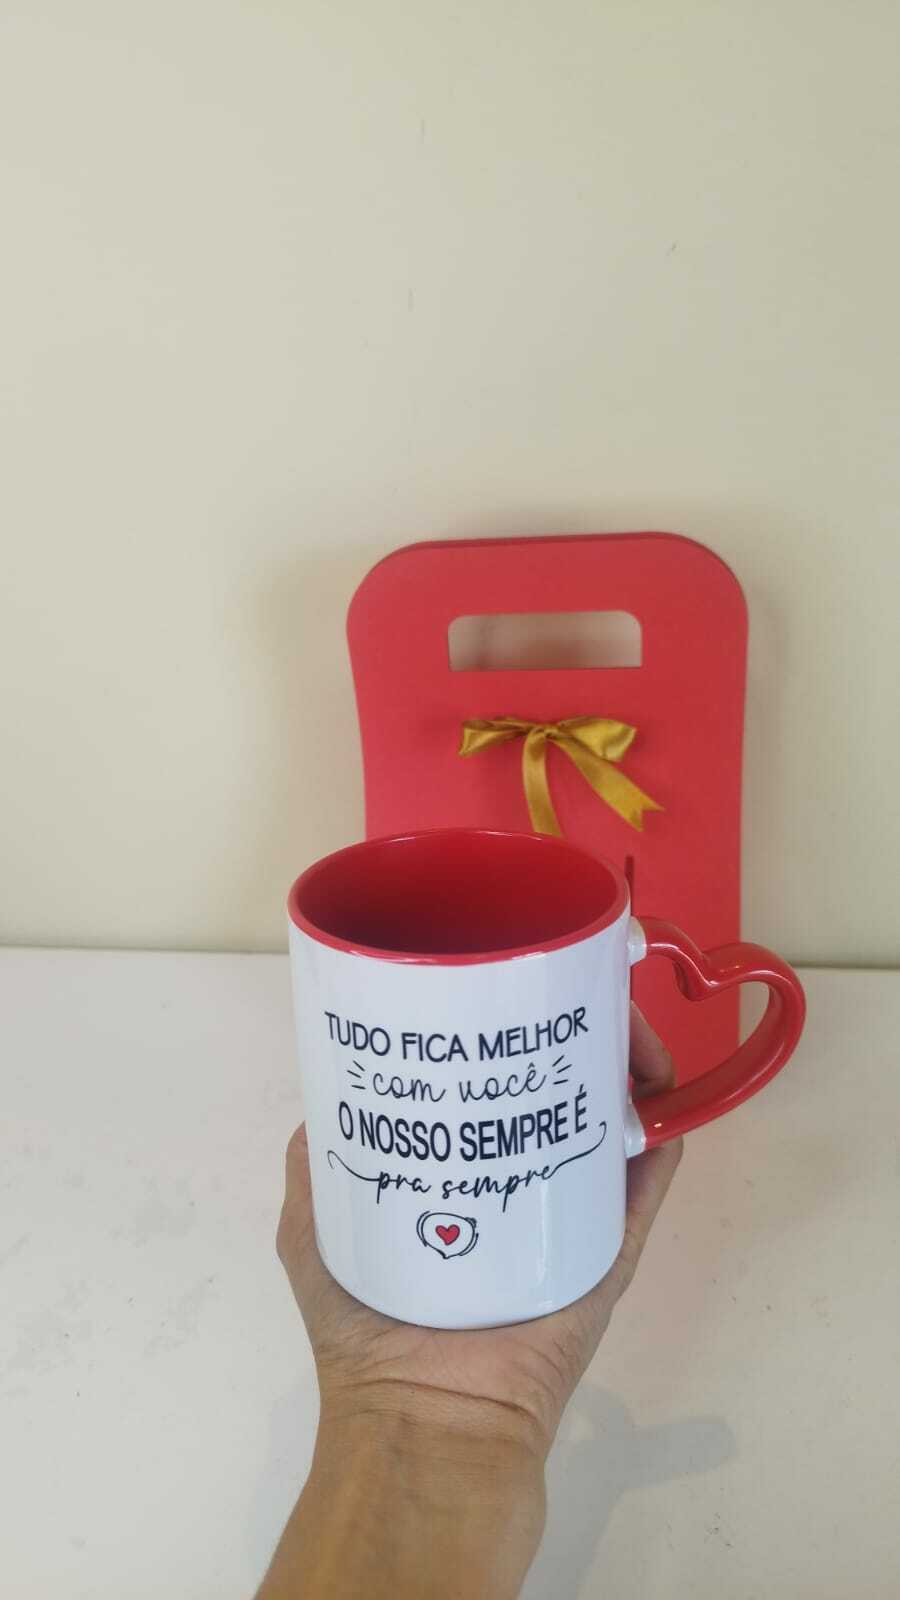 TUDO FICA MELHOR
com você
O NOSSO SEMPRE É
pra sempre